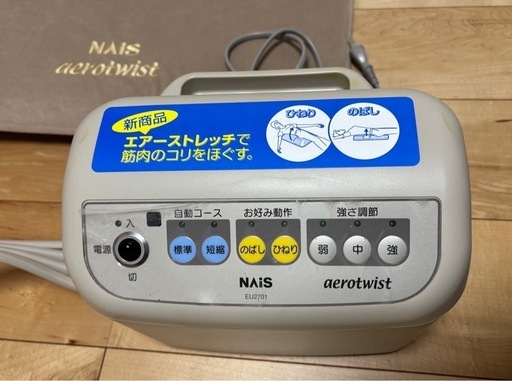 NAiS
aerotwist
新商品
エアーストレッチで
筋肉のコリをほぐす。
ひねり
のばし
入
電源
切
自動コース
標準 短縮
お好み動作
のばし ひねり
強さ調節
弱 中 強
NAiS
EU2701
aerotwist